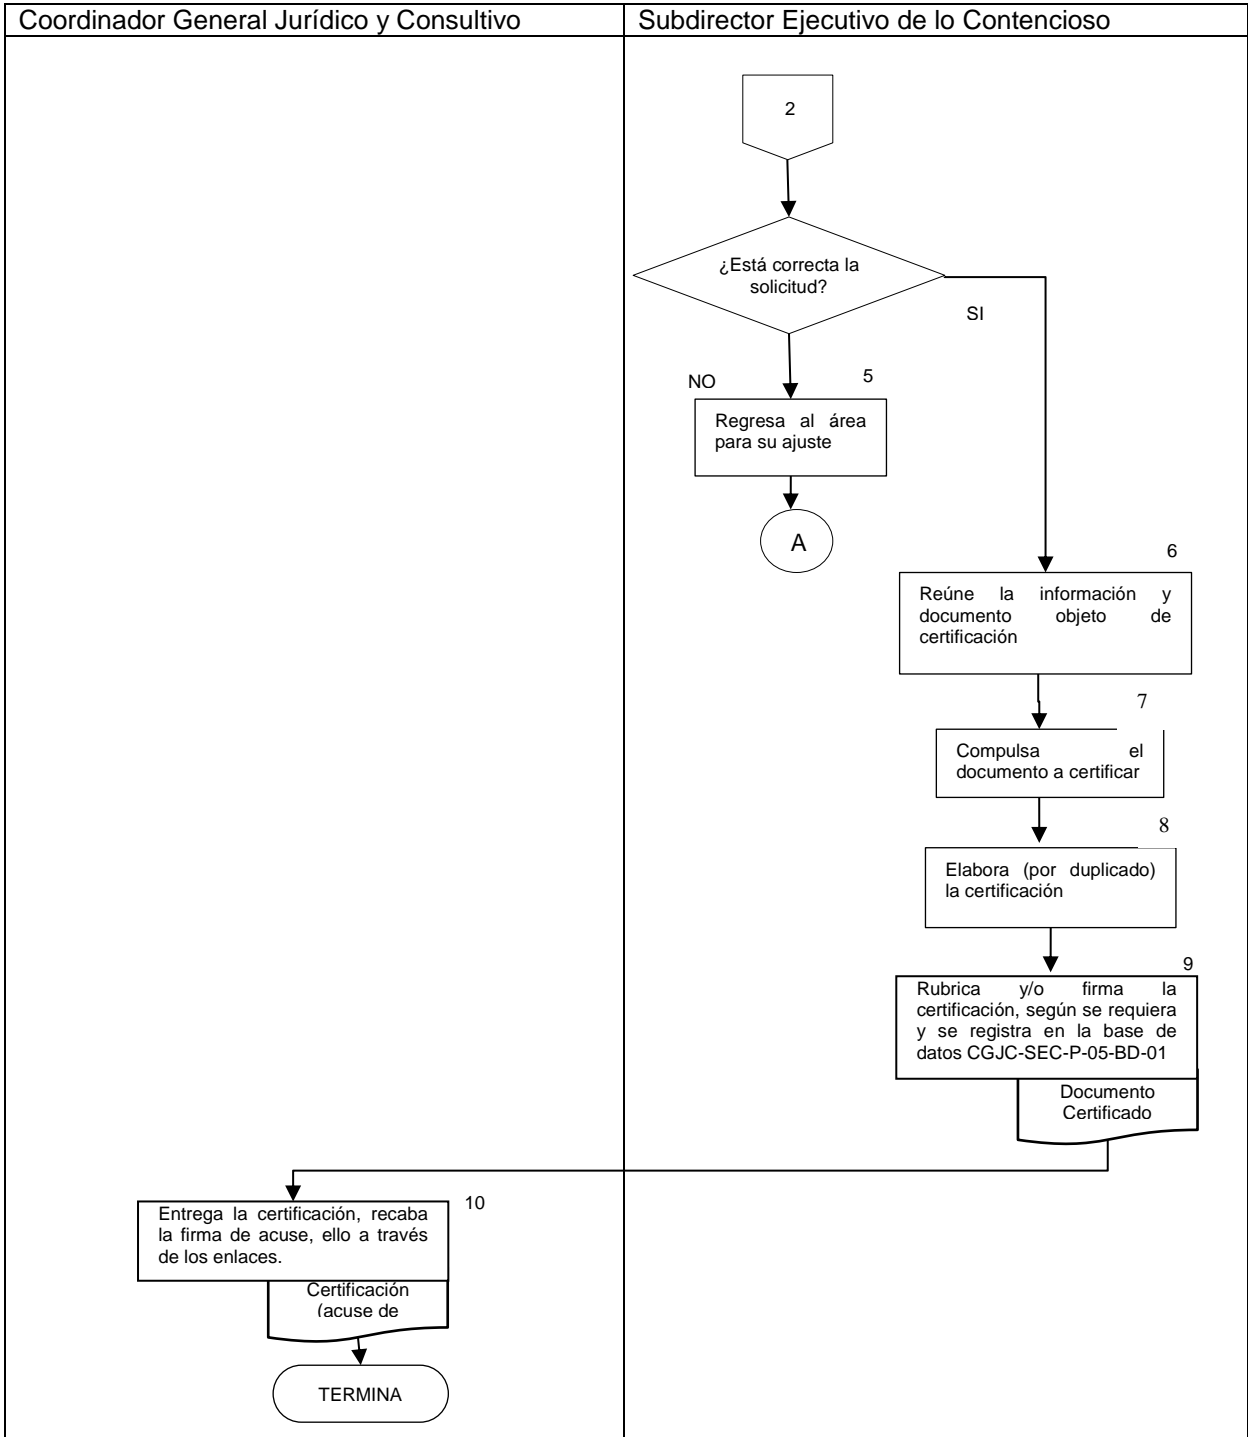 Coordinador General Jurídico y Consultivo
Subdirector Ejecutivo de lo Contencioso
2
¿Está correcta la
solicitud?
SI
NO
5
Regresa al área
para su ajuste
A
6
Reúne la información y
documento objeto de
certificación
7
Compulsa el
documento a certificar
8
Elabora (por duplicado)
la certificación
9
Rubrica y/o firma la
certificación, según se requiera
y se registra en la base de
datos CGJC-SEC-P-05-BD-01
Documento
Certificado
10
Entrega la certificación, recaba
la firma de acuse, ello a través
de los enlaces.
Certificación
(acuse de
TERMINA